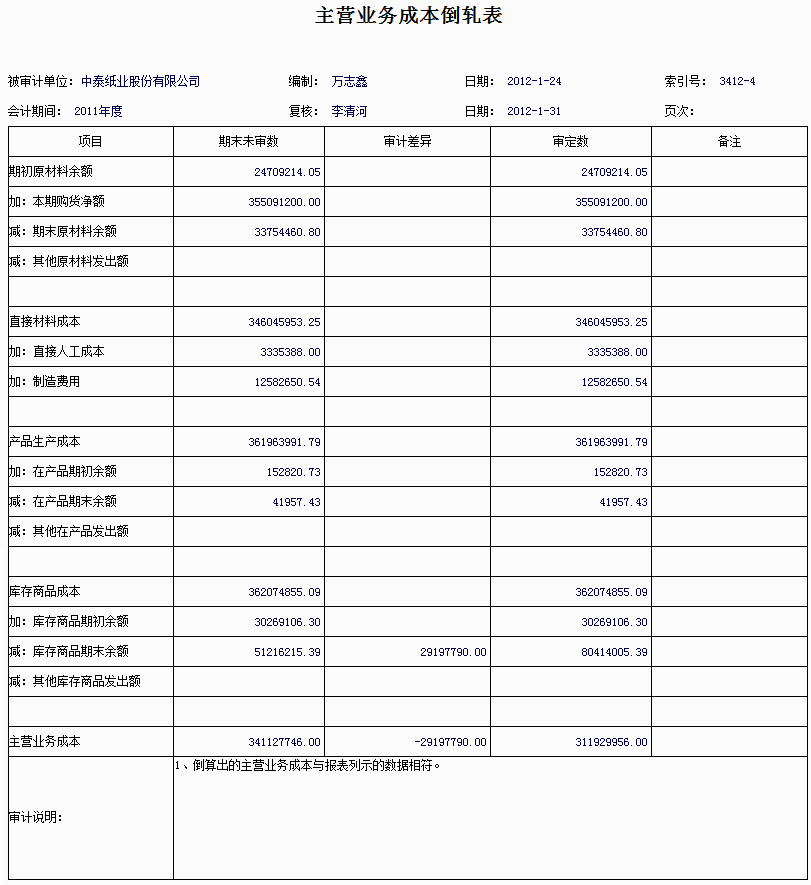 主营业务成本倒轧表
被审计单位：中泰纸业股份有限公司 编制： 万志鑫 日期： 2012-1-24 索引号： 3412-4
会计期间： 2011年度 复核： 李清河 日期： 2012-1-31 页次：
项目 期末未审数 审计差异 审定数 备注
期初原材料余额 24709214.05 24709214.05
加：本期购货净额 355091200.00 355091200.00
减：期末原材料余额 33754460.80 33754460.80
减：其他原材料发出额
直接材料成本 346045953.25 346045953.25
加：直接人工成本 3335388.00 3335388.00
加：制造费用 12582650.54 12582650.54
产品生产成本 361963991.79 361963991.79
加：在产品期初余额 152820.73 152820.73
减：在产品期末余额 41957.43 41957.43
减：其他在产品发出额
库存商品成本 362074855.09 362074855.09
加：库存商品期初余额 30269106.30 30269106.30
减：库存商品期末余额 51216215.39 29197790.00 80414005.39
减：其他库存商品发出额
主营业务成本 341127746.00 -29197790.00 311929956.00
1、倒算出的主营业务成本与报表列示的数据相符。
审计说明：